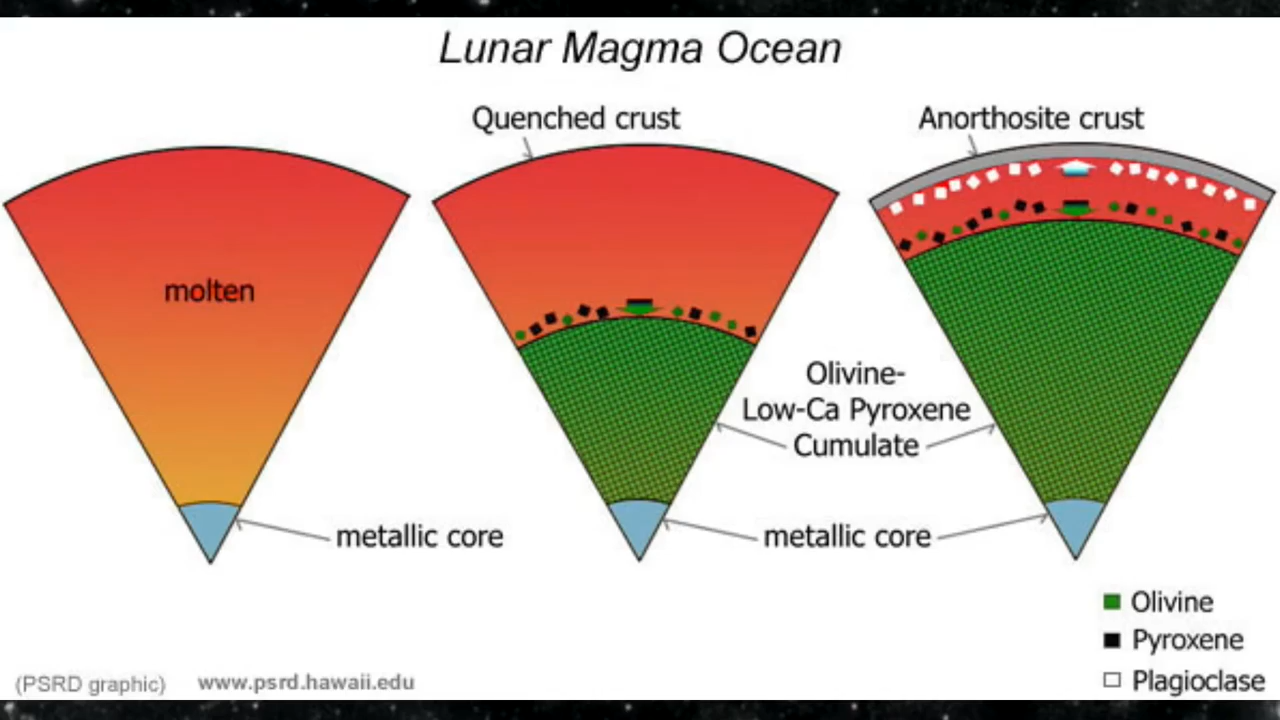 Lunar Magma Ocean
Quenched crust
Anorthosite crust
molten
Olivine-
Low-Ca Pyroxene
Cumulate
metallic core
metallic core
Olivine
Pyroxene
Plagioclase
(PSRD graphic) www.psrd.hawaii.edu